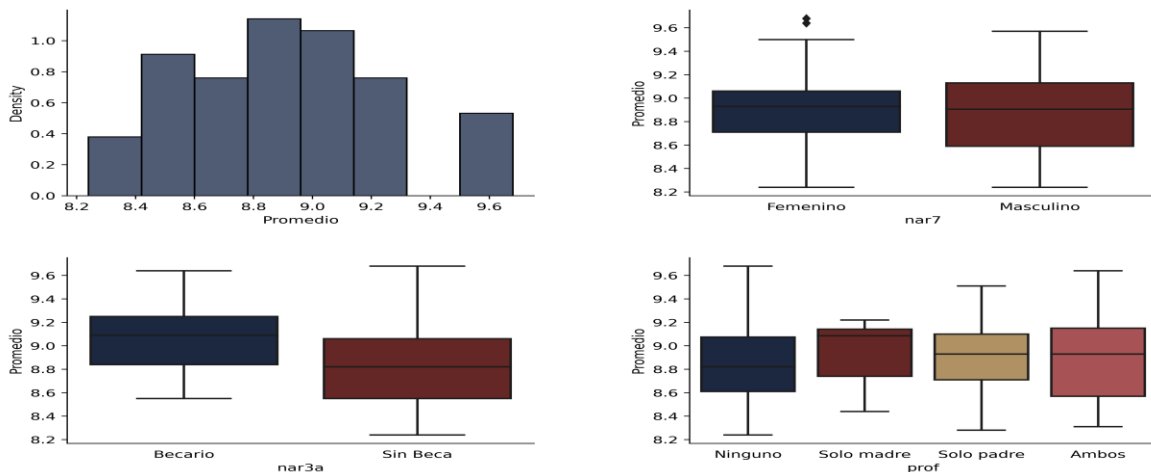 1.0
0.8
0.6
0.4
0.2
0.0
Density
8.2 8.4 8.6 8.8 9.0 9.2 9.4 9.6
Promedio
9.6
9.4
9.2
9.0
8.8
8.6
8.4
8.2
Promedio
Femenino Masculino
nar7
9.6
9.4
9.2
9.0
8.8
8.6
8.4
8.2
Promedio
Becario Sin Beca
nar3a
9.6
9.4
9.2
9.0
8.8
8.6
8.4
8.2
Promedio
Ninguno Solo madre Solo padre Ambos
prof